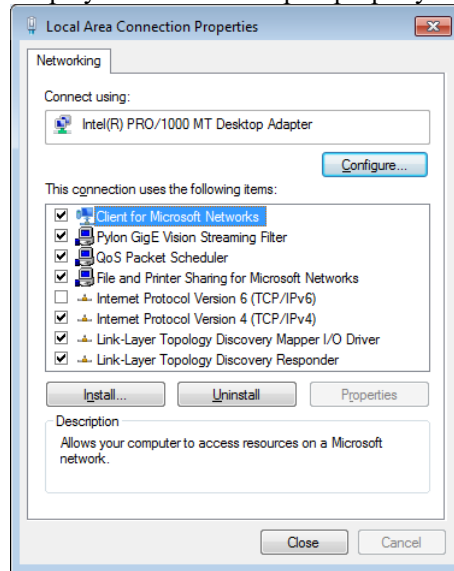 Local Area Connection Properties
Networking
Connect using:
Intel(R) PRO/1000 MT Desktop Adapter
Configure...
This connection uses the following items:
Client for Microsoft Networks
Pylon GigE Vision Streaming Filter
QoS Packet Scheduler
File and Printer Sharing for Microsoft Networks
Internet Protocol Version 6 (TCP/IPv6)
Internet Protocol Version 4 (TCP/IPv4)
Link-Layer Topology Discovery Mapper I/O Driver
Link-Layer Topology Discovery Responder
Install... Uninstall Properties
Description
Allows your computer to access resources on a Microsoft
network.
Close Cancel